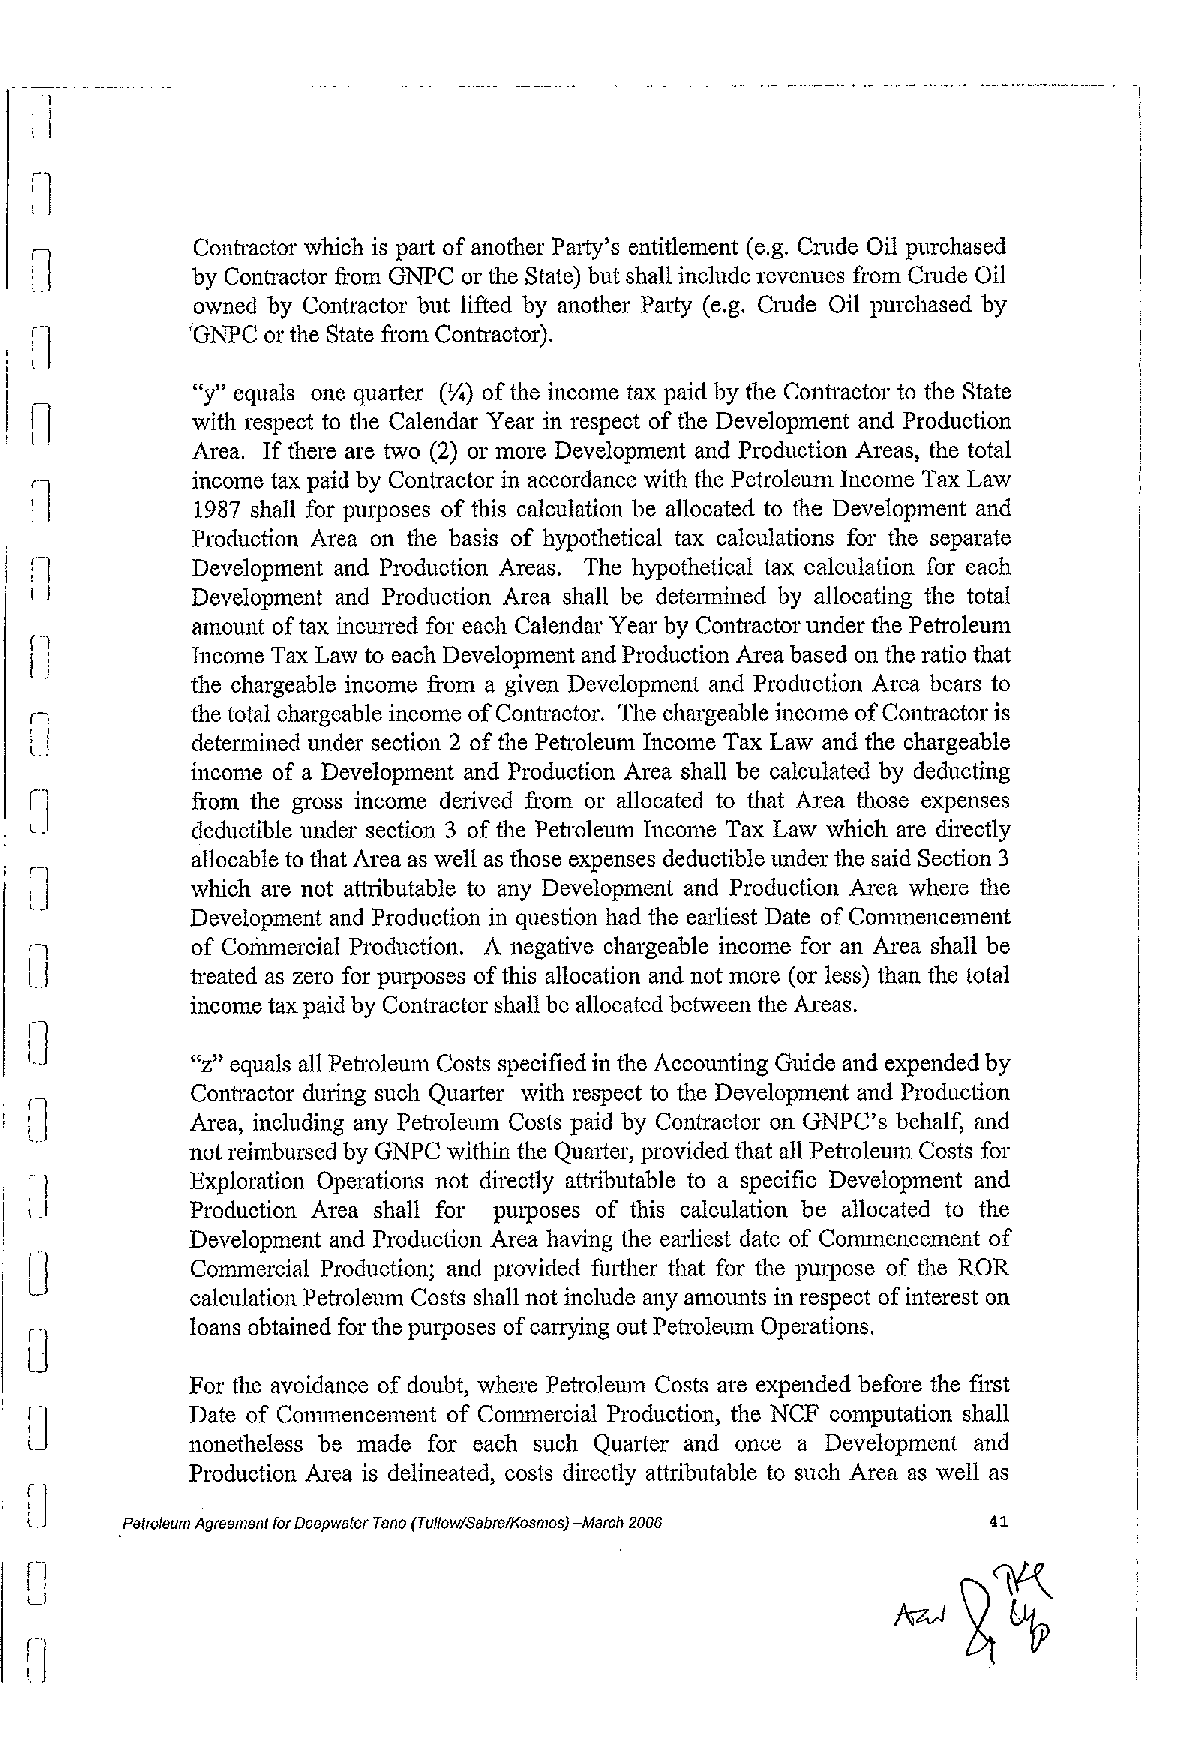 Contractor which is part of another Party's entitlement (e.g. Crude Oil purchased
by Contractor from GNPC or the State) but shall include revenues from Crude Oil
owned by Contractor but lifted by another Party (e.g. Crude Oil purchased by
GNPC or the State from Contractor).
"y" equals one quarter (¼) of the income tax paid by the Contractor to the State
with respect to the Calendar Year in respect of the Development and Production
Area. If there are two (2) or more Development and Production Areas, the total
income tax paid by Contractor in accordance with the Petroleum Income Tax Law
1987 shall for purposes of this calculation be allocated to the Development and
Production Area on the basis of hypothetical tax calculations for the separate
Development and Production Areas. The hypothetical tax calculation for each
Development and Production Area shall be determined by allocating the total
amount of tax incurred for each Calendar Year by Contractor under the Petroleum
Income Tax Law to each Development and Production Area based on the ratio that
the chargeable income from a given Development and Production Area bears to
the total chargeable income of Contractor. The chargeable income of Contractor is
determined under section 2 of the Petroleum Income Tax Law and the chargeable
income of a Development and Production Area shall be calculated by deducting
from the gross income derived from or allocated to that Area those expenses
deductible under section 3 of the Petroleum Income Tax Law which are directly
allocable to that Area as well as those expenses deductible under the said Section 3
which are not attributable to any Development and Production Area where the
Development and Production in question had the earliest Date of Commencement
of Commercial Production. A negative chargeable income for an Area shall be
treated as zero for purposes of this allocation and not more (or less) than the total
income tax paid by Contractor shall be allocated between the Areas.
"z" equals all Petroleum Costs specified in the Accounting Guide and expended by
Contractor during such Quarter with respect to the Development and Production
Area, including any Petroleum Costs paid by Contractor on GNPC's behalf, and
not reimbursed by GNPC within the Quarter, provided that all Petroleum Costs for
Exploration Operations not directly attributable to a specific Development and
Production Area shall for purposes of this calculation be allocated to the
Development and Production Area having the earliest date of Commencement of
Commercial Production; and provided further that for the purpose of the ROR
calculation Petroleum Costs shall not include any amounts in respect of interest on
loans obtained for the purposes of carrying out Petroleum Operations.
For the avoidance of doubt, where Petroleum Costs are expended before the first
Date of Commencement of Commercial Production, the NCF computation shall
nonetheless be made for each such Quarter and once a Development and
Production Area is delineated, costs directly attributable to such Area as well as
Petroleum Agreement for Deepwater Tano (Tullow/Sabre/Kosmos) –March 2006 41